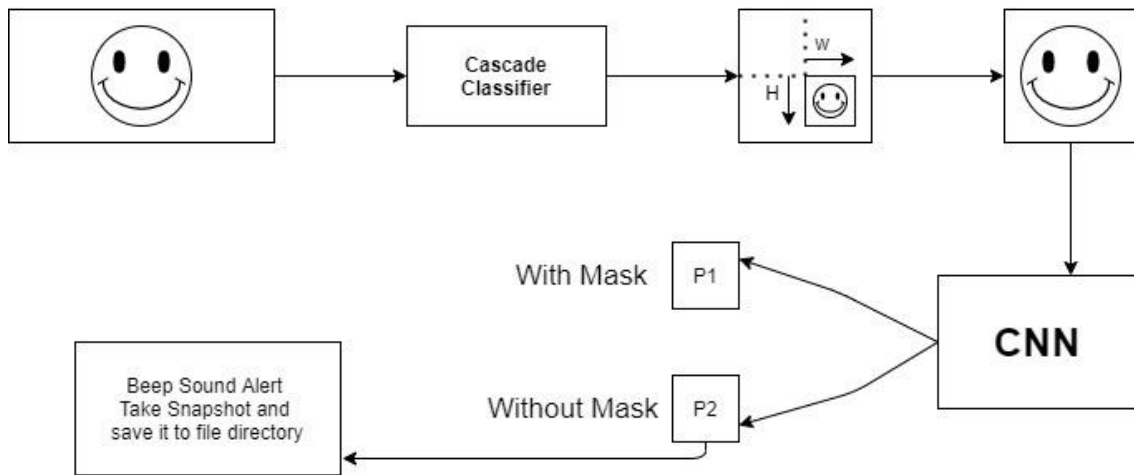 Cascade
Classifier
W
H
With Mask
P1
CNN
Without Mask
P2
Beep Sound Alert
Take Snapshot and
save it to file directory